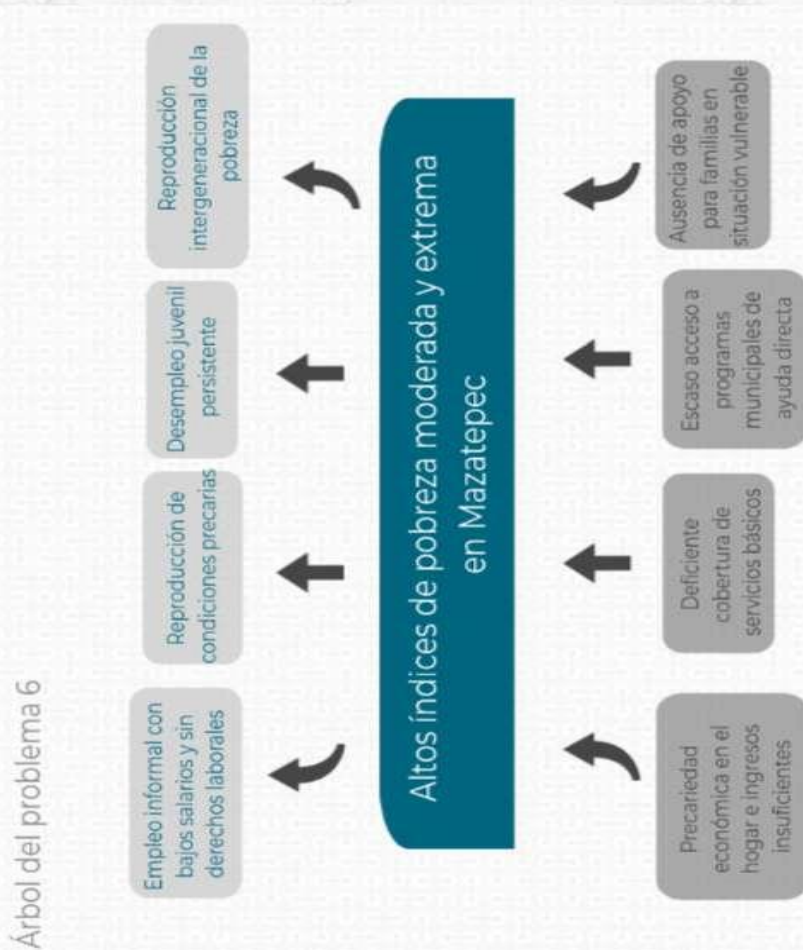 Árbol del problema 6
Empleo informal con
bajos salarios y sin
derechos laborales
Reproducción de
condiciones precarias
Desempleo juvenil
persistente
Reproducción
intergeneracional de la
pobreza
Altos índices de pobreza moderada y extrema
en Mazatepec
Precariedad
económica en el
hogar e ingresos
insuficientes
Deficiente
cobertura de
servicios básicos
Escaso acceso a
programas
municipales de
ayuda directa
Ausencia de apoyo
para familias en
situación vulnerable